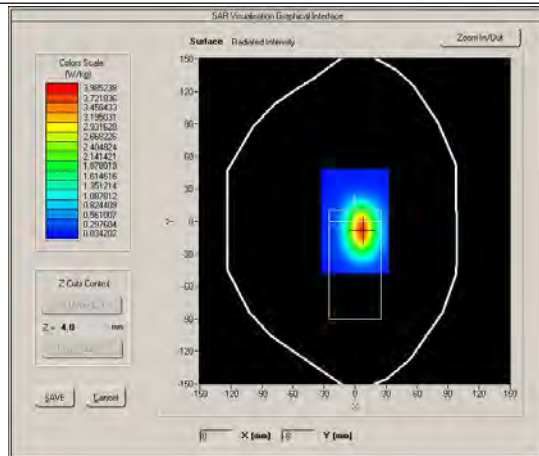 SAR Visualisation Graphical Interface
Surface Radiated Intensity
Zoom In/Out
Colors Scale
(W/kg)
3.985238
3.721836
3.458433
3.195031
2.931628
2.668226
2.404824
2.141421
1.878019
1.614616
1.351214
1.087812
0.824409
0.561007
0.297604
0.034202
150
120
90
60
30
0
-30
-60
-90
-120
-150
Y
-150 -120 -90 -60 -30 0 30 60 90 120 150
X
Z Cuts Control
Z = 4.0 mm
SAVE
Cancel
8 X (mm) -8 Y (mm)